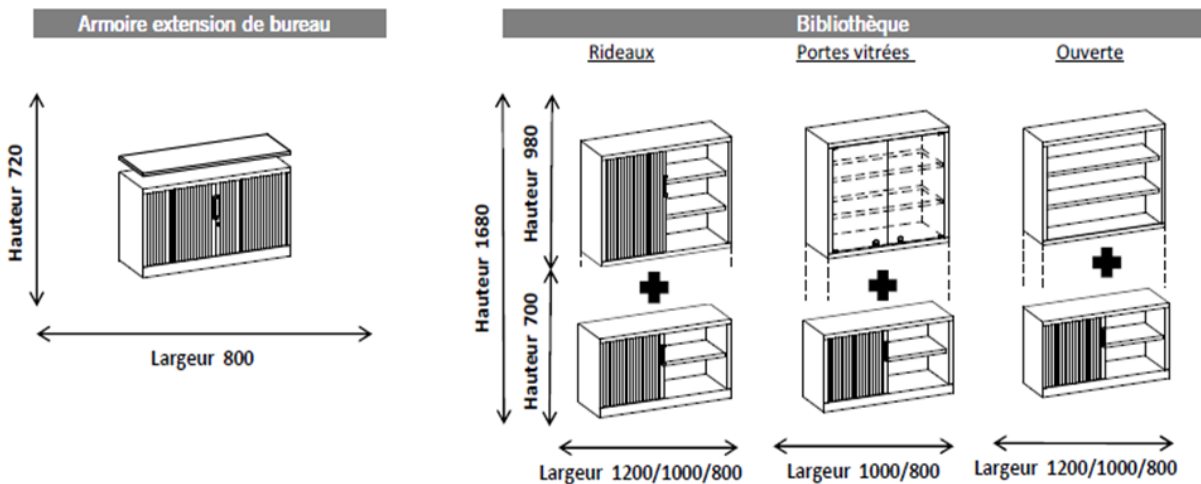 Armoire extension de bureau
Hauteur 720
Largeur 800
Bibliothèque
Rideaux
Portes vitrées
Ouverte
Hauteur 1680
Hauteur 980
Hauteur 700
Largeur 1200/1000/800
Largeur 1000/800
Largeur 1200/1000/800